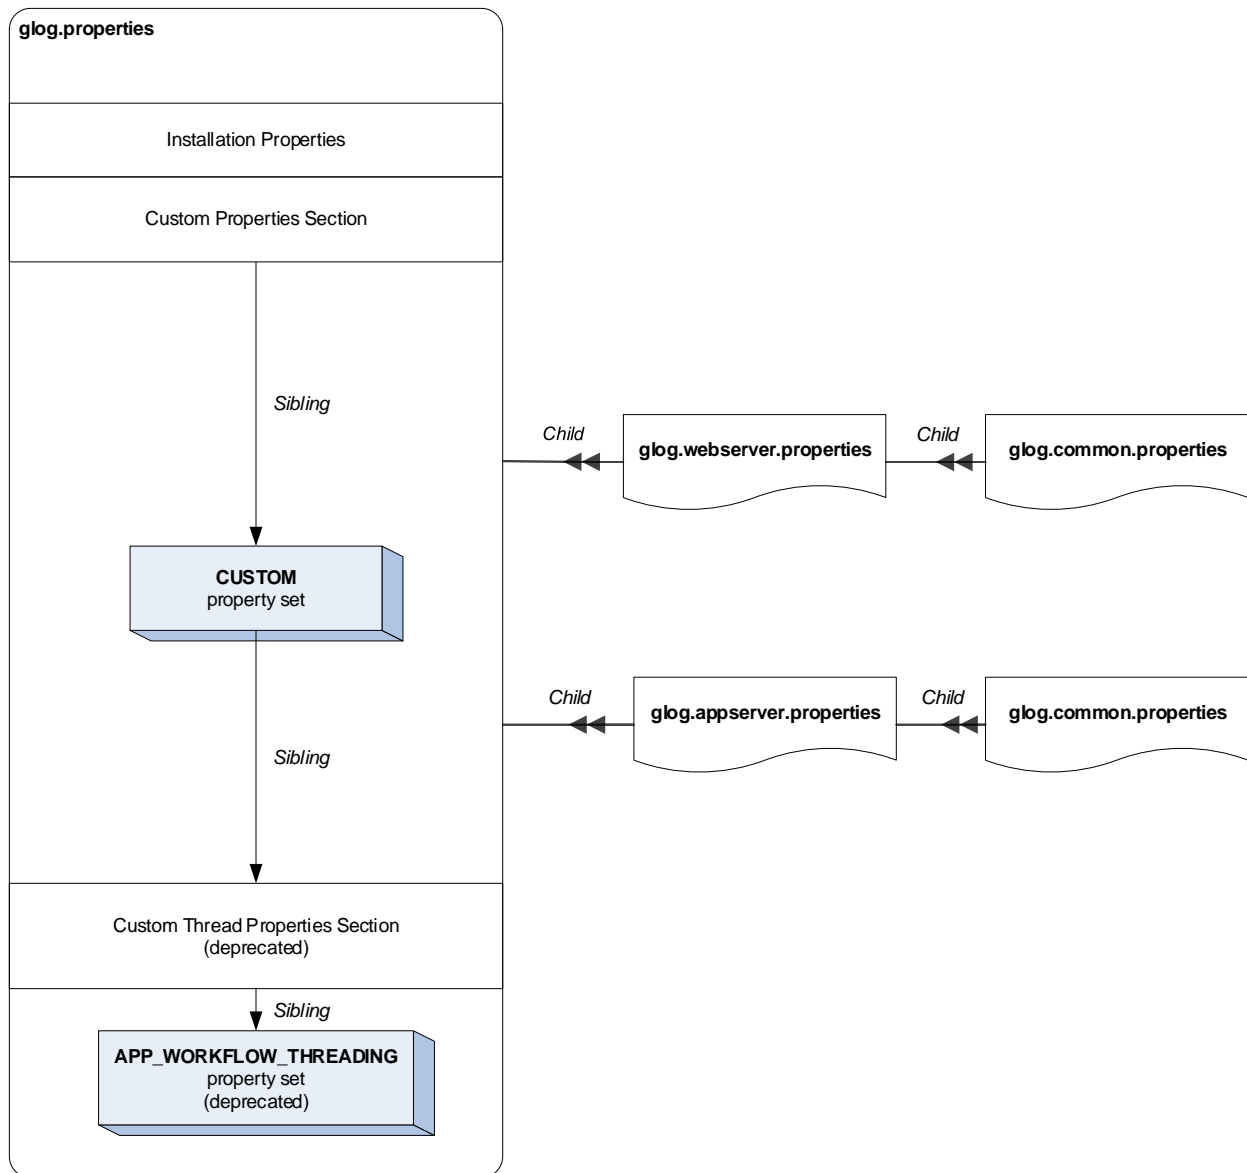 glog.properties
Installation Properties
Custom Properties Section
Sibling
Child
glog.webserver.properties
Child
glog.common.properties
CUSTOM
property set
Child
glog.appserver.properties
Child
glog.common.properties
Sibling
Custom Thread Properties Section
(deprecated)
Sibling
APP_WORKFLOW_THREADING
property set
(deprecated)